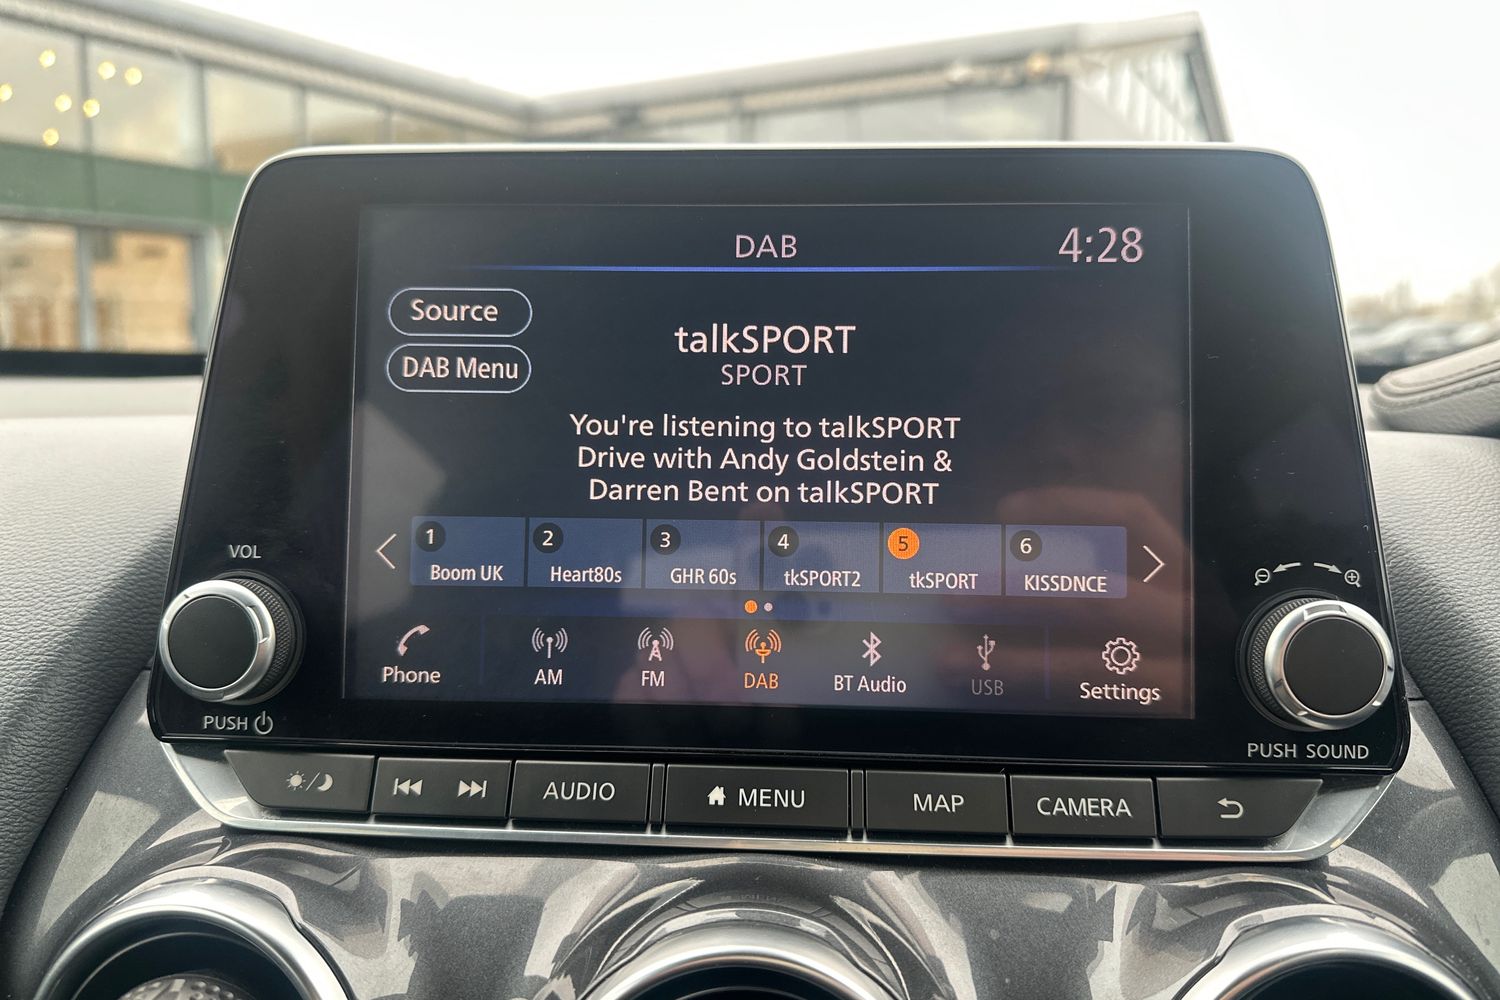 DAB
4:28
Source
DAB Menu
talkSPORT
SPORT
You're listening to talkSPORT
Drive with Andy Goldstein &
Darren Bent on talkSPORT
1 2 3 4 5 6
Boom UK Heart80s GHR 60s tkSPORT2 tkSPORT KISSDNCE
Phone AM FM DAB BT Audio USB Settings
VOL
PUSH
PUSH SOUND
AUDIO MENU MAP CAMERA